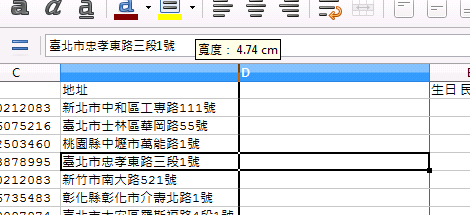 a a A
臺北市忠孝東路三段1號
寬度： 4.74 cm
C D
地址 生日 民
0212083 新北市中和區工專路111號
5075216 臺北市士林區華岡路55號
2503460 桃園縣中壢市萬能路1號
3878995 臺北市忠孝東路三段1號
0212083 新竹市南大路521號
5735483 彰化縣彰化市介壽北路1號